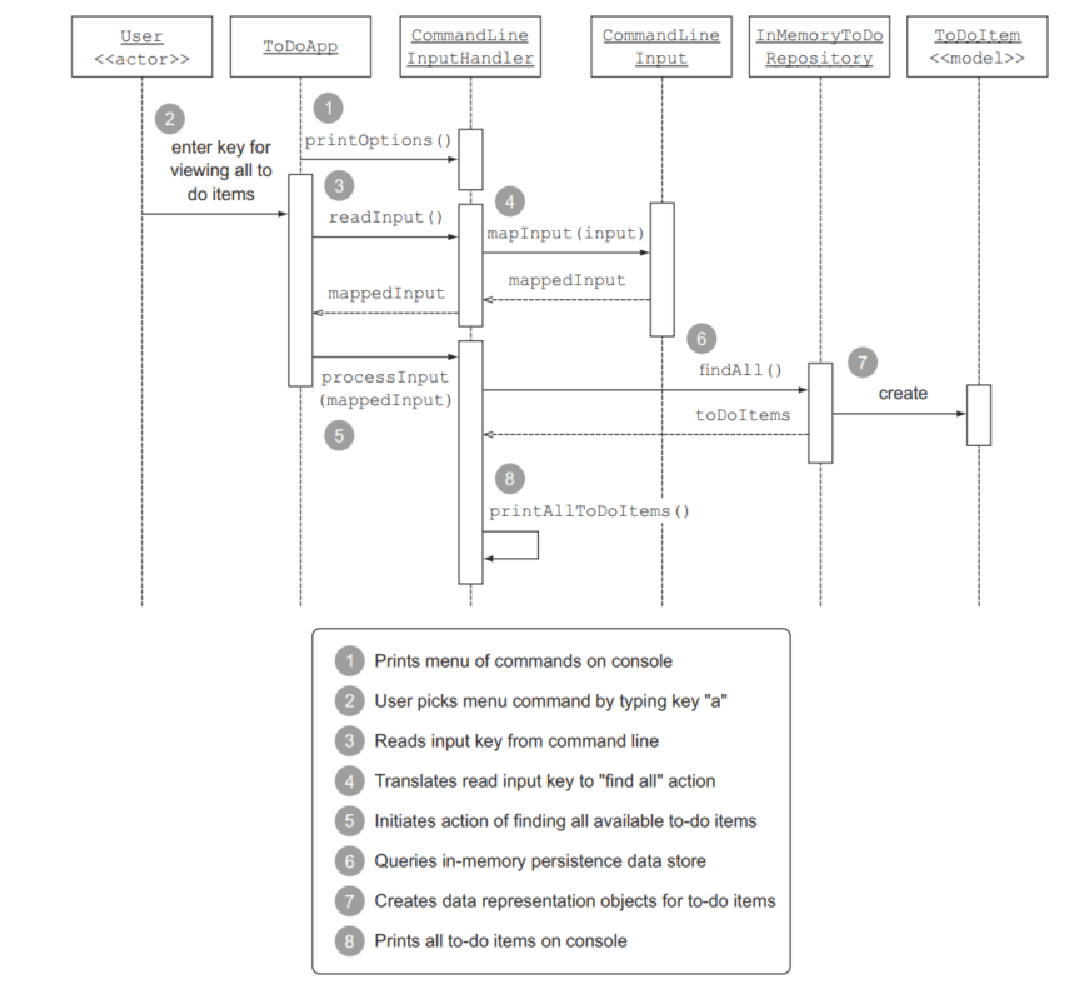 User
<<actor>>
ToDoApp
CommandLine
InputHandler
CommandLine
Input
InMemoryToDo
Repository
ToDoItem
<<model>>
1
printOptions()
2
enter key for
viewing all to
do items
3
readInput()
4
mapInput(input)
mappedInput
mappedInput
processInput
(mappedInput)
5
6
findAll()
7
create
toDoItems
8
printAllToDoItems()
1 Prints menu of commands on console
2 User picks menu command by typing key "a"
3 Reads input key from command line
4 Translates read input key to "find all" action
5 Initiates action of finding all available to-do items
6 Queries in-memory persistence data store
7 Creates data representation objects for to-do items
8 Prints all to-do items on console